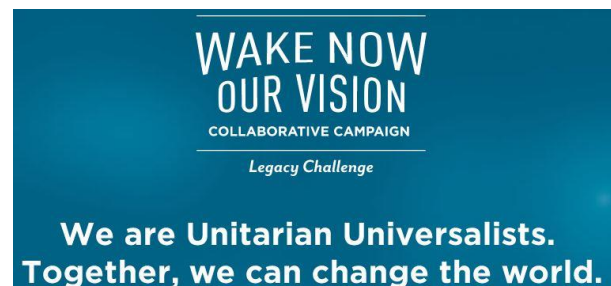 WAKE NOW
OUR VISION
COLLABORATIVE CAMPAIGN
Legacy Challenge
We are Unitarian Universalists.
Together, we can change the world.